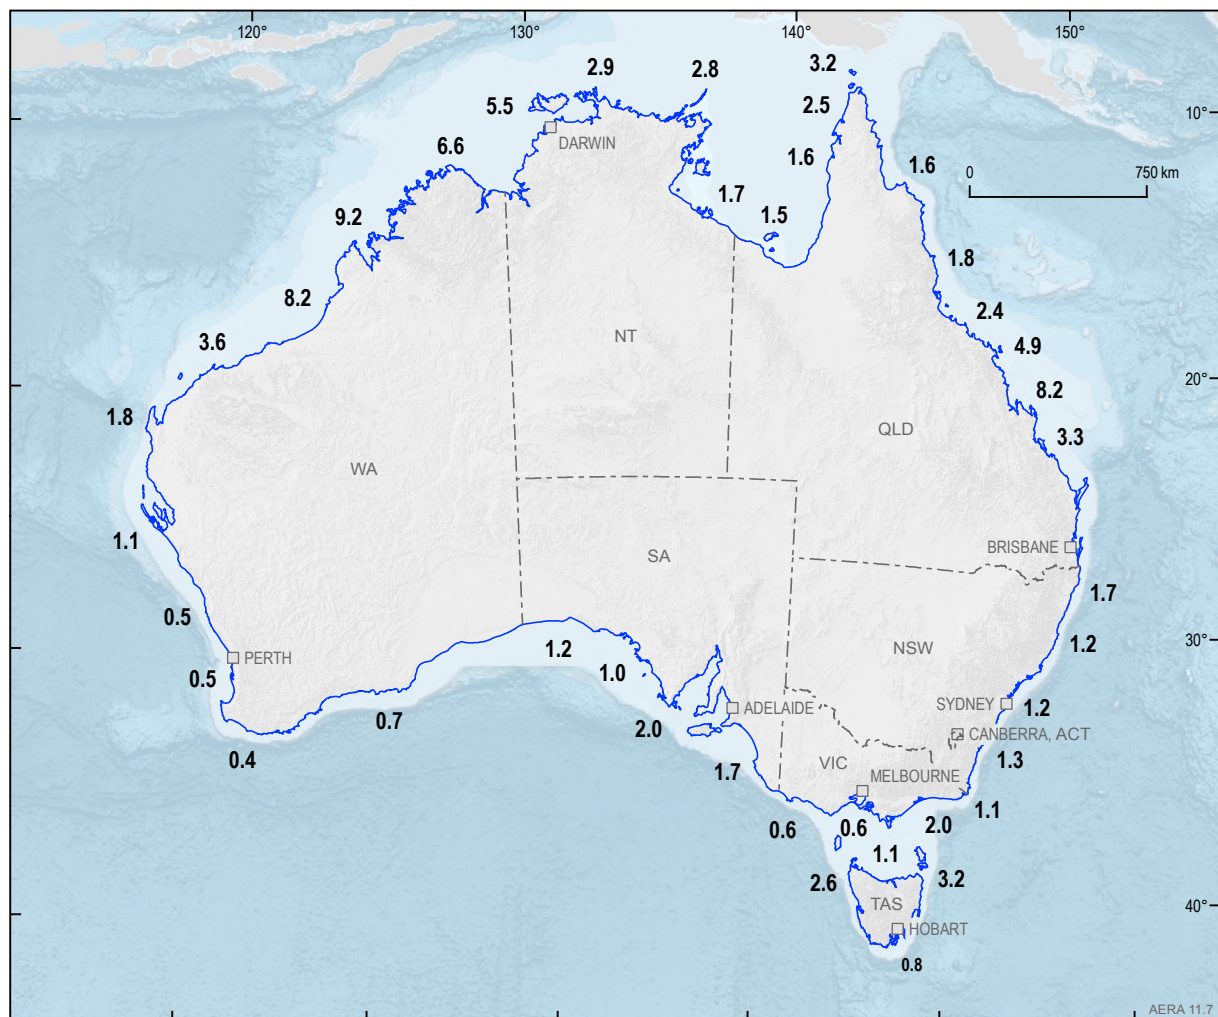 120°
130°
140°
150°
2.9
2.8
3.2
5.5
2.5
10°
DARWIN
6.6
1.6
1.6
0
750 km
9.2
1.7
1.5
1.8
8.2
2.4
3.6
NT
4.9
20°
1.8
8.2
QLD
3.3
WA
1.1
BRISBANE
SA
1.7
0.5
1.2
30°
1.2
NSW
PERTH
1.0
0.5
SYDNEY
1.2
0.7
ADELAIDE
2.0
CANBERRA, ACT
0.4
1.7
VIC
1.3
MELBOURNE
1.1
0.6
0.6
2.0
1.1
2.6
3.2
TAS
40°
HOBART
0.8
AERA 11.7